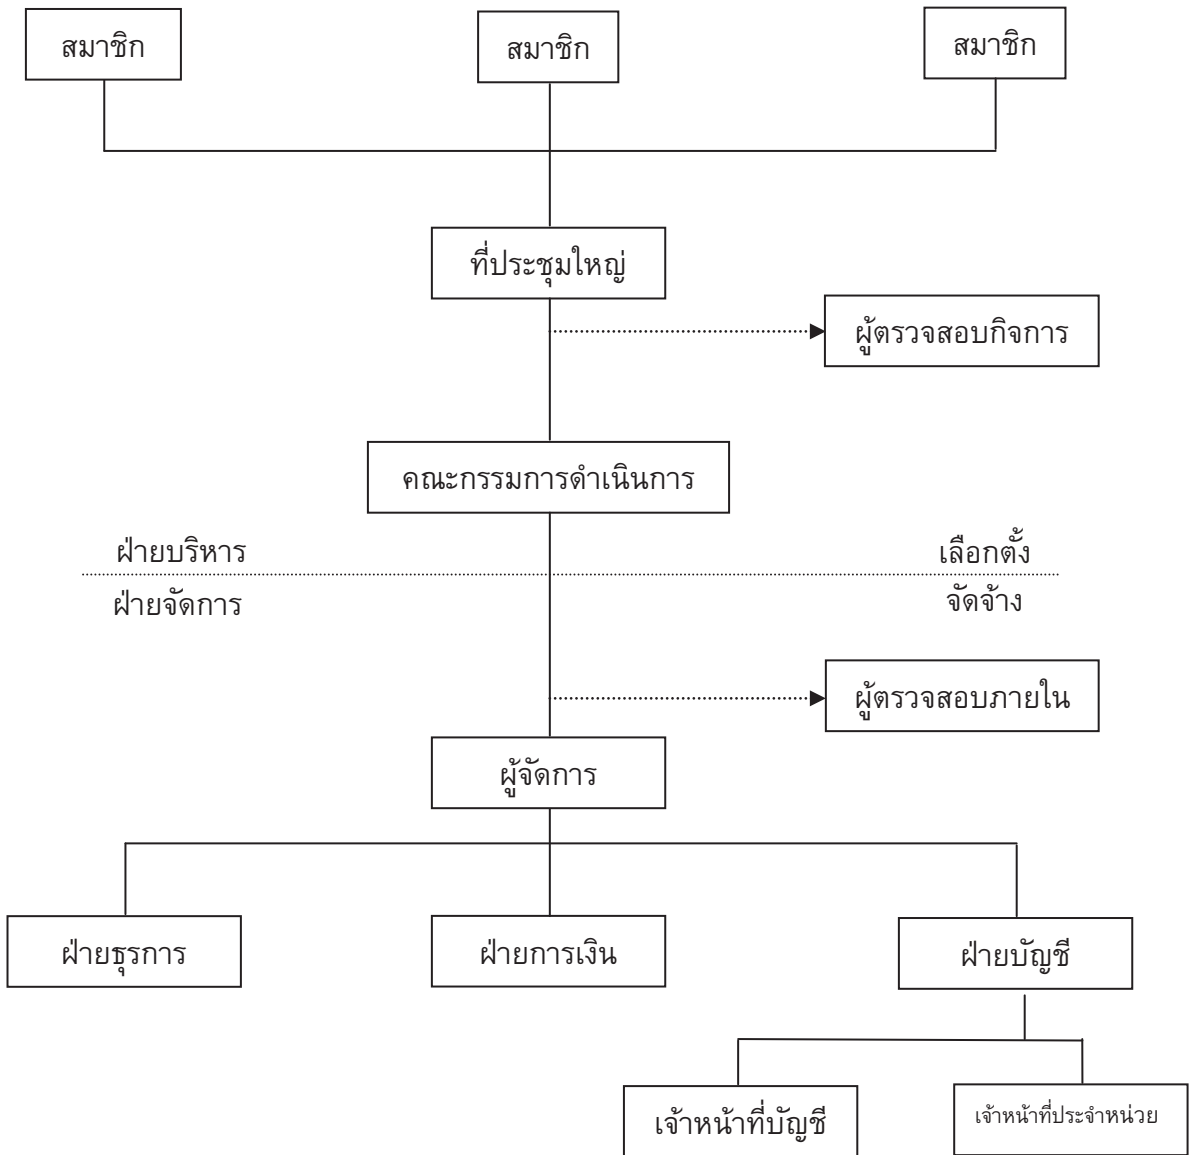 สมาชิก
สมาชิก
สมาชิก
ที่ประชุมใหญ่
ผู้ตรวจสอบกิจการ
คณะกรรมการดำเนินการ
ฝ่ายบริหาร
เลือกตั้ง
ฝ่ายจัดการ
จัดจ้าง
ผู้ตรวจสอบภายใน
ผู้จัดการ
ฝ่ายธุรการ
ฝ่ายการเงิน
ฝ่ายบัญชี
เจ้าหน้าที่บัญชี
เจ้าหน้าที่ประจำหน่วย